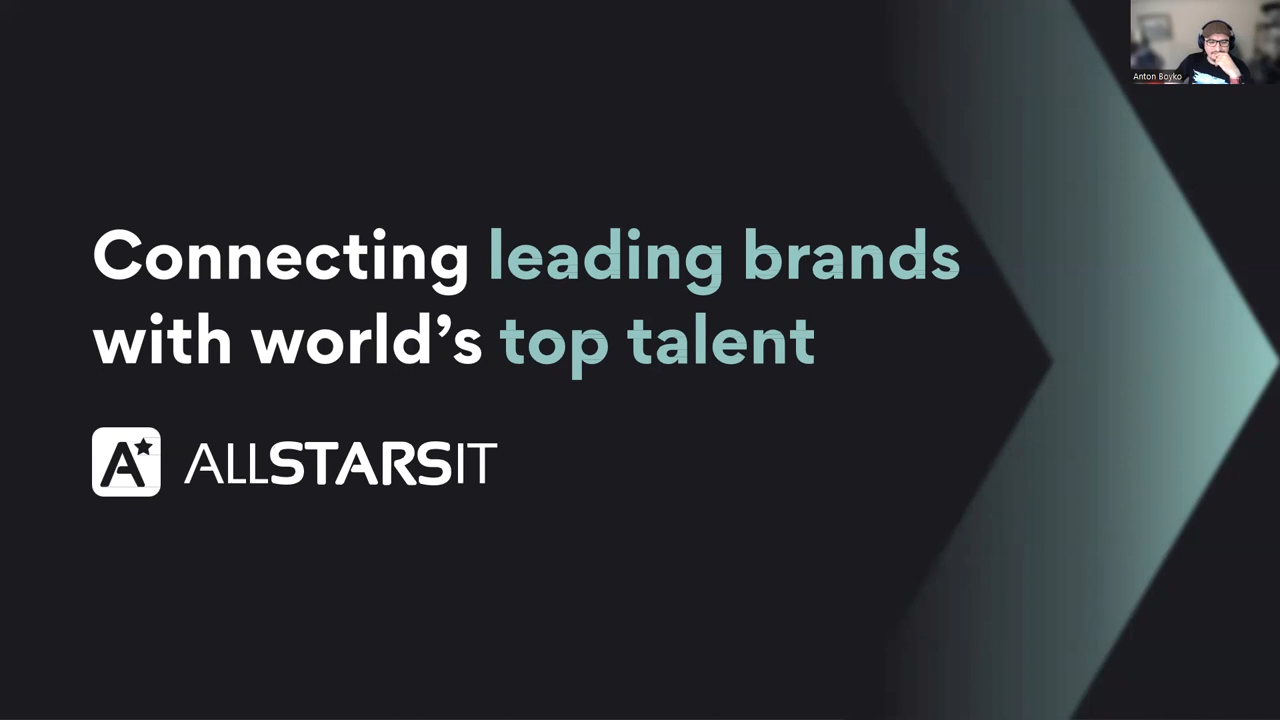 Connecting leading brands
with world's top talent
A
ALLSTARSIT
Anton Boyko